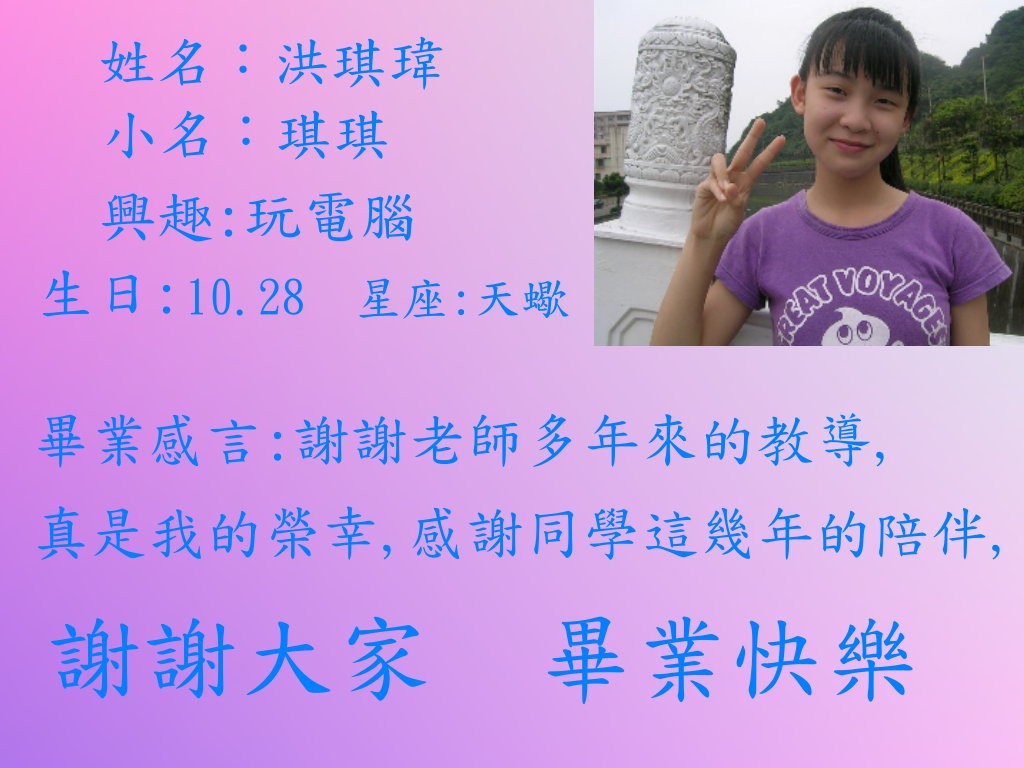 姓名：洪琪瑋
小名：琪琪
興趣:玩電腦
生日:10.28 星座:天蠍
GREAT VOYAGES
畢業感言:謝謝老師多年來的教導,
真是我的榮幸,感謝同學這幾年的陪伴,
謝謝大家 畢業快樂